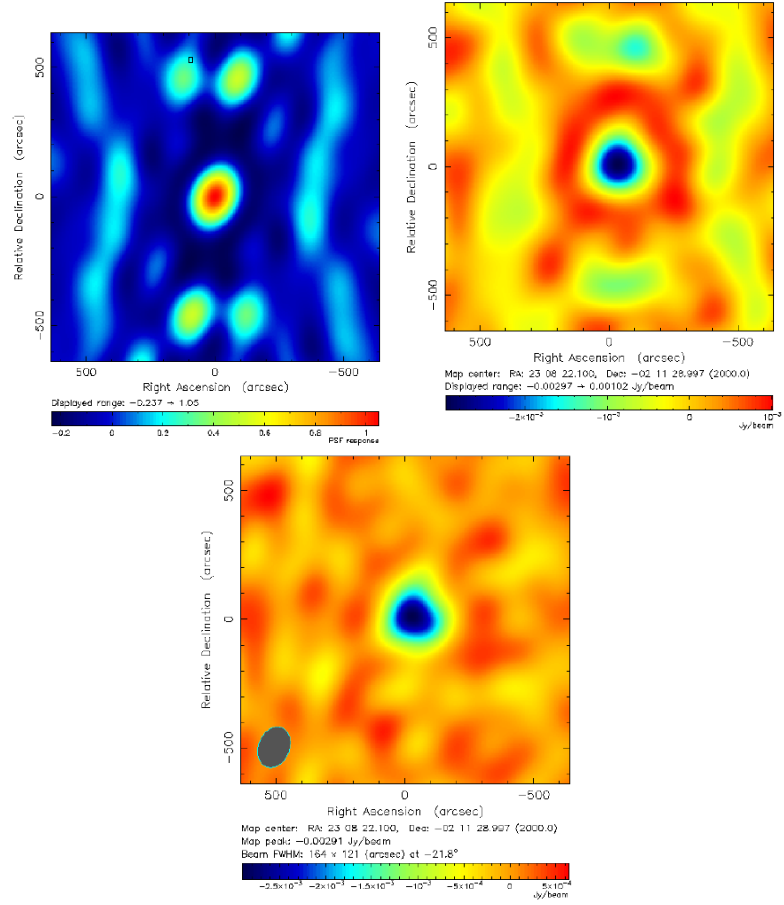 500
0
-500
Relative Declination (arcsec)
500
0
-500
Right Ascension (arcsec)
Displayed range: -0.237 → 1.05
-0.2
0
0.2
0.4
0.6
0.8
1
PSF response
500
0
-500
Relative Declination (arcsec)
500
0
-500
Right Ascension (arcsec)
Map center: RA: 23 08 22.100, Dec: -02 11 28.997 (2000.0)
Displayed range: -0.00297 → 0.00102 Jy/beam
-2×10⁻³
-10⁻³
0
10⁻³
Jy/beam
500
0
-500
Relative Declination (arcsec)
500
0
-500
Right Ascension (arcsec)
Map center: RA: 23 08 22.100, Dec: -02 11 28.997 (2000.0)
Map peak: -0.00291 Jy/beam
Beam FWHM: 164 × 121 (arcsec) at -21.8°
-2.5×10⁻³
-2×10⁻³
-1.5×10⁻³
-10⁻³
-5×10⁻⁴
0
5×10⁻⁴
Jy/beam